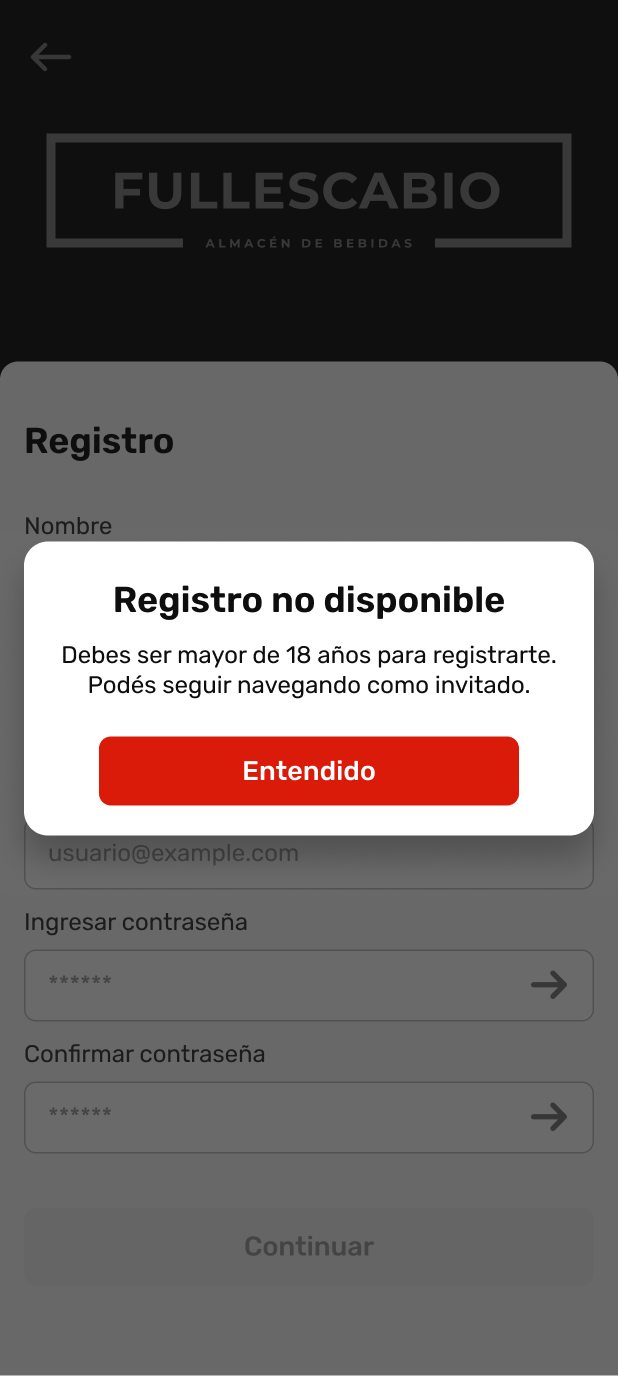 FULLESCABIO
ALMACÉN DE BEBIDAS
Registro
Nombre
Registro no disponible
Debes ser mayor de 18 años para registrarte.
Podés seguir navegando como invitado.
Entendido
usuario@example.com
Ingresar contraseña
******
Confirmar contraseña
******
Continuar